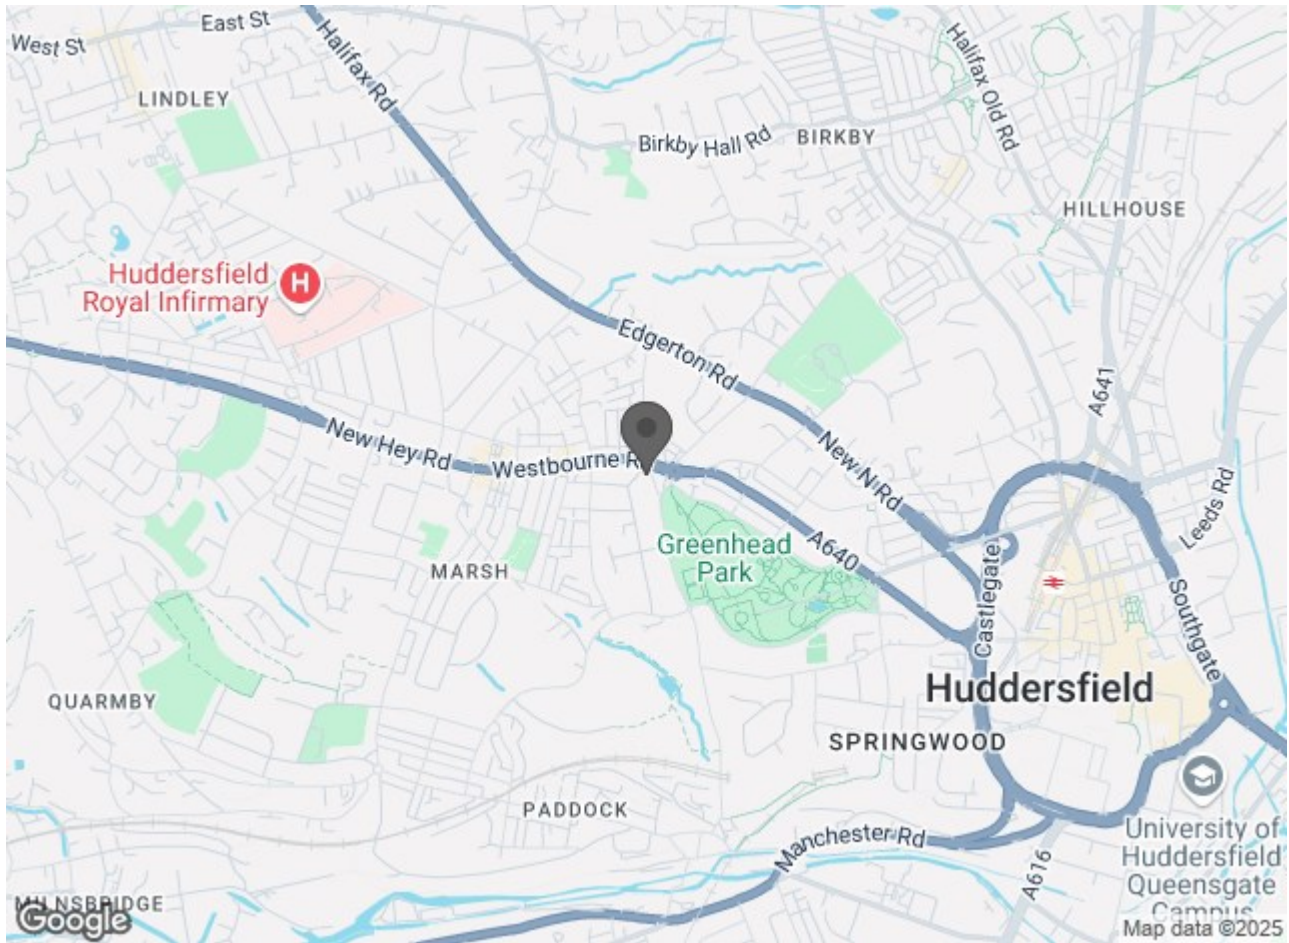 East St
West St
LINDLEY
Halifax Rd
Halifax Old Rd
Birkby Hall Rd
BIRKBY
HILLHOUSE
Huddersfield
Royal Infirmary
H
Edgerton Rd
A641
New Hey Rd
Westbourne Rd
New N Rd
Leeds Rd
Greenhead
Park
A640
MARSH
Castlegate
Southgate
QUARMBY
Huddersfield
SPRINGWOOD
PADDOCK
Manchester Rd
A616
University of
Huddersfield
Queensgate
Campus
MILNSBRIDGE
Google
Map data ©2025